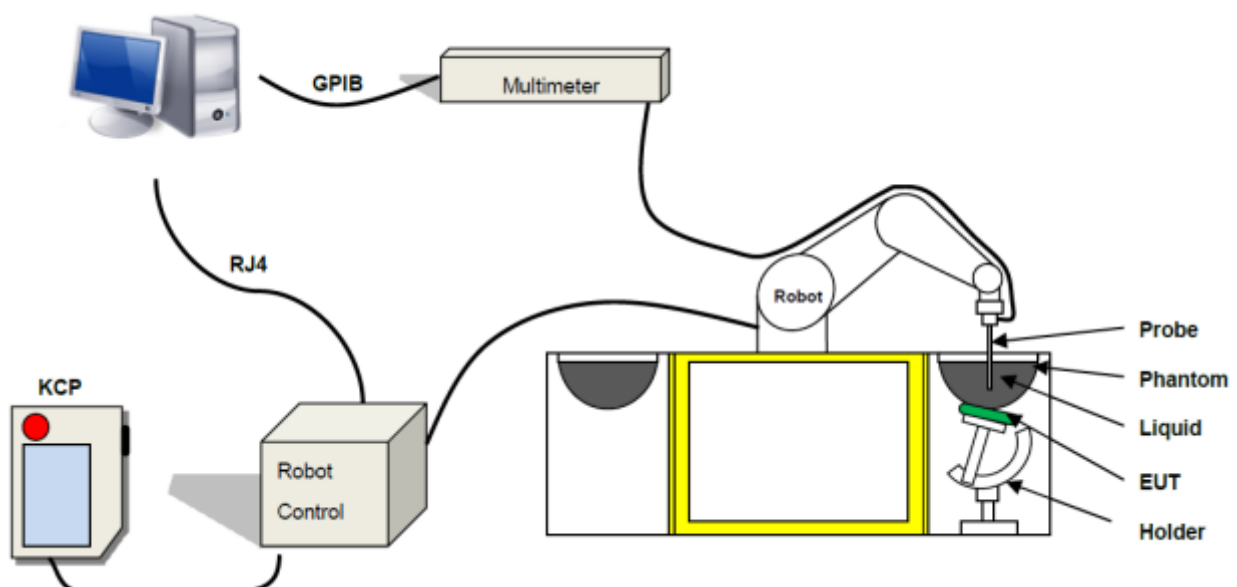 GPIB
Multimeter
RJ4
Robot
Probe
Phantom
KCP
Liquid
Robot
Control
EUT
Holder